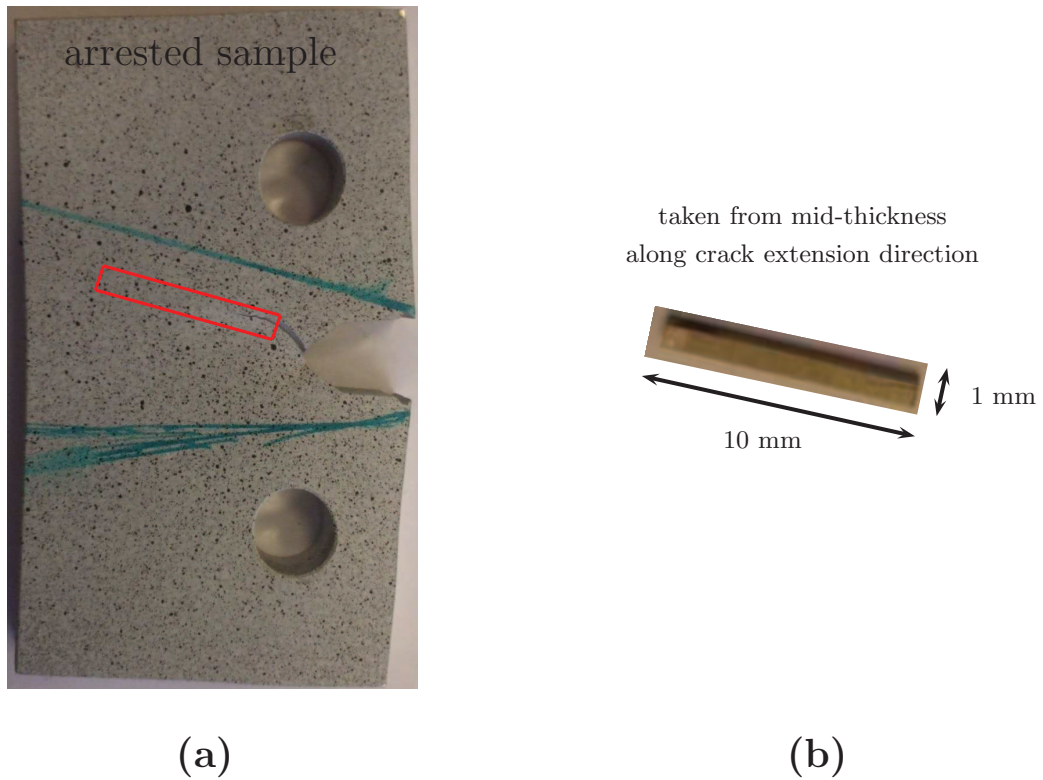 arrested sample
taken from mid-thickness
along crack extension direction
1 mm
10 mm
(a)
(b)